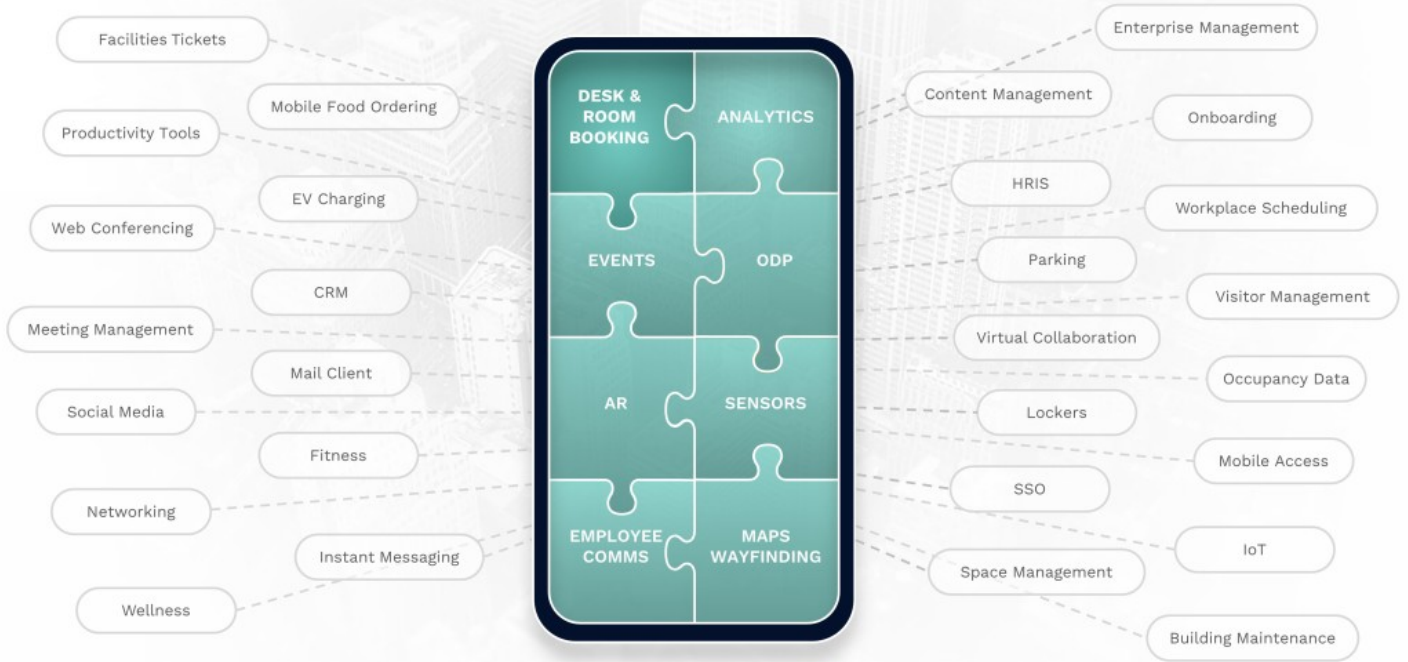 Facilities Tickets
Mobile Food Ordering
Productivity Tools
EV Charging
Web Conferencing
CRM
Meeting Management
Mail Client
Social Media
Fitness
Networking
Instant Messaging
Wellness
DESK &
ROOM
BOOKING
ANALYTICS
EVENTS
ODP
AR
SENSORS
EMPLOYEE
COMMS
MAPS
WAYFINDING
Enterprise Management
Content Management
Onboarding
HRIS
Workplace Scheduling
Parking
Visitor Management
Virtual Collaboration
Occupancy Data
Lockers
Mobile Access
SSO
IoT
Space Management
Building Maintenance